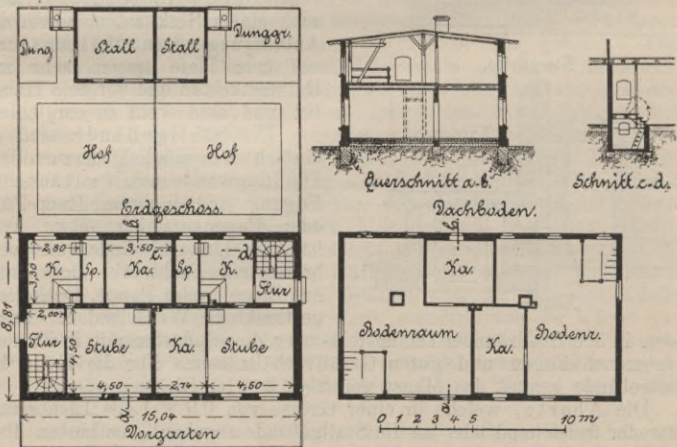 Dung.
Stall
Stall
Dunggr.
Hof
Hof
Querschnitt a-b.
Schnitt c-d.
Erdgeschoss.
Dachboden.
b
b
2,80
3,50
c.
d.
K.
Sp.
Ka.
Sp.
K.
Flur
Ka.
3,30
2,00
8,81
Flur
4,50
Stube
Ka.
Stube
Bodenraum
Ka.
Bodenr.
4,50
2,74
4,50
a
a
15,04
Vorgarten
0 1 2 3 4 5 10 m